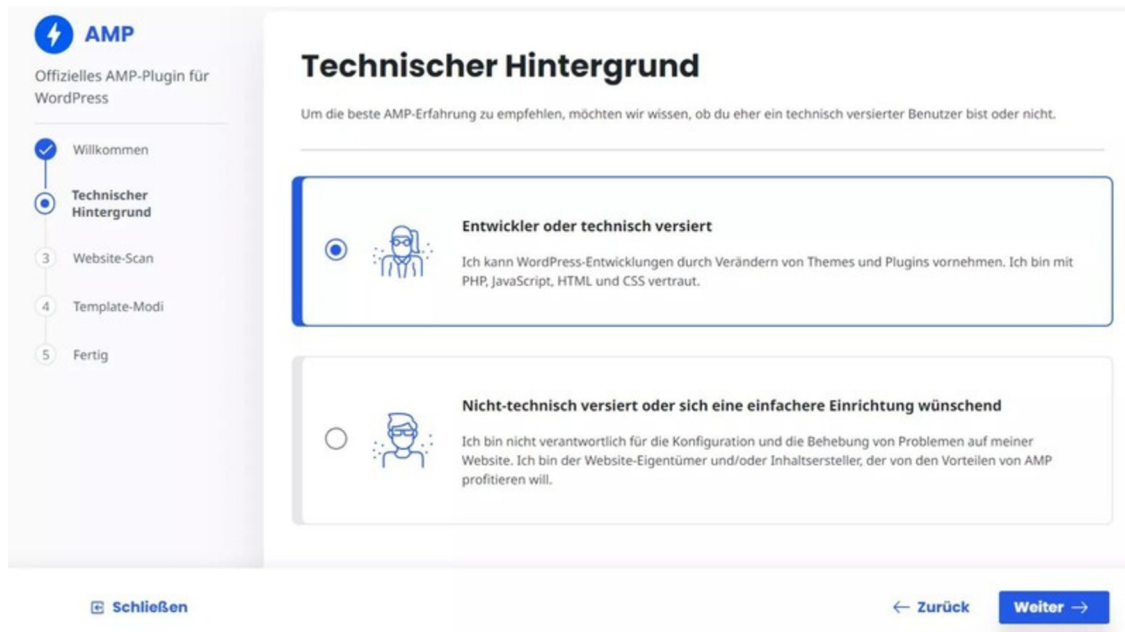 AMP
Offizielles AMP-Plugin für
WordPress
Willkommen
Technischer
Hintergrund
3 Website-Scan
4 Template-Modi
5 Fertig
Technischer Hintergrund
Um die beste AMP-Erfahrung zu empfehlen, möchten wir wissen, ob du eher ein technisch versierter Benutzer bist oder nicht.
Entwickler oder technisch versiert
Ich kann WordPress-Entwicklungen durch Verändern von Themes und Plugins vornehmen. Ich bin mit
PHP, JavaScript, HTML und CSS vertraut.
Nicht-technisch versiert oder sich eine einfachere Einrichtung wünschend
Ich bin nicht verantwortlich für die Konfiguration und die Behebung von Problemen auf meiner
Website. Ich bin der Website-Eigentümer und/oder Inhaltsersteller, der von den Vorteilen von AMP
profitieren will.
Schließen
← Zurück
Weiter →